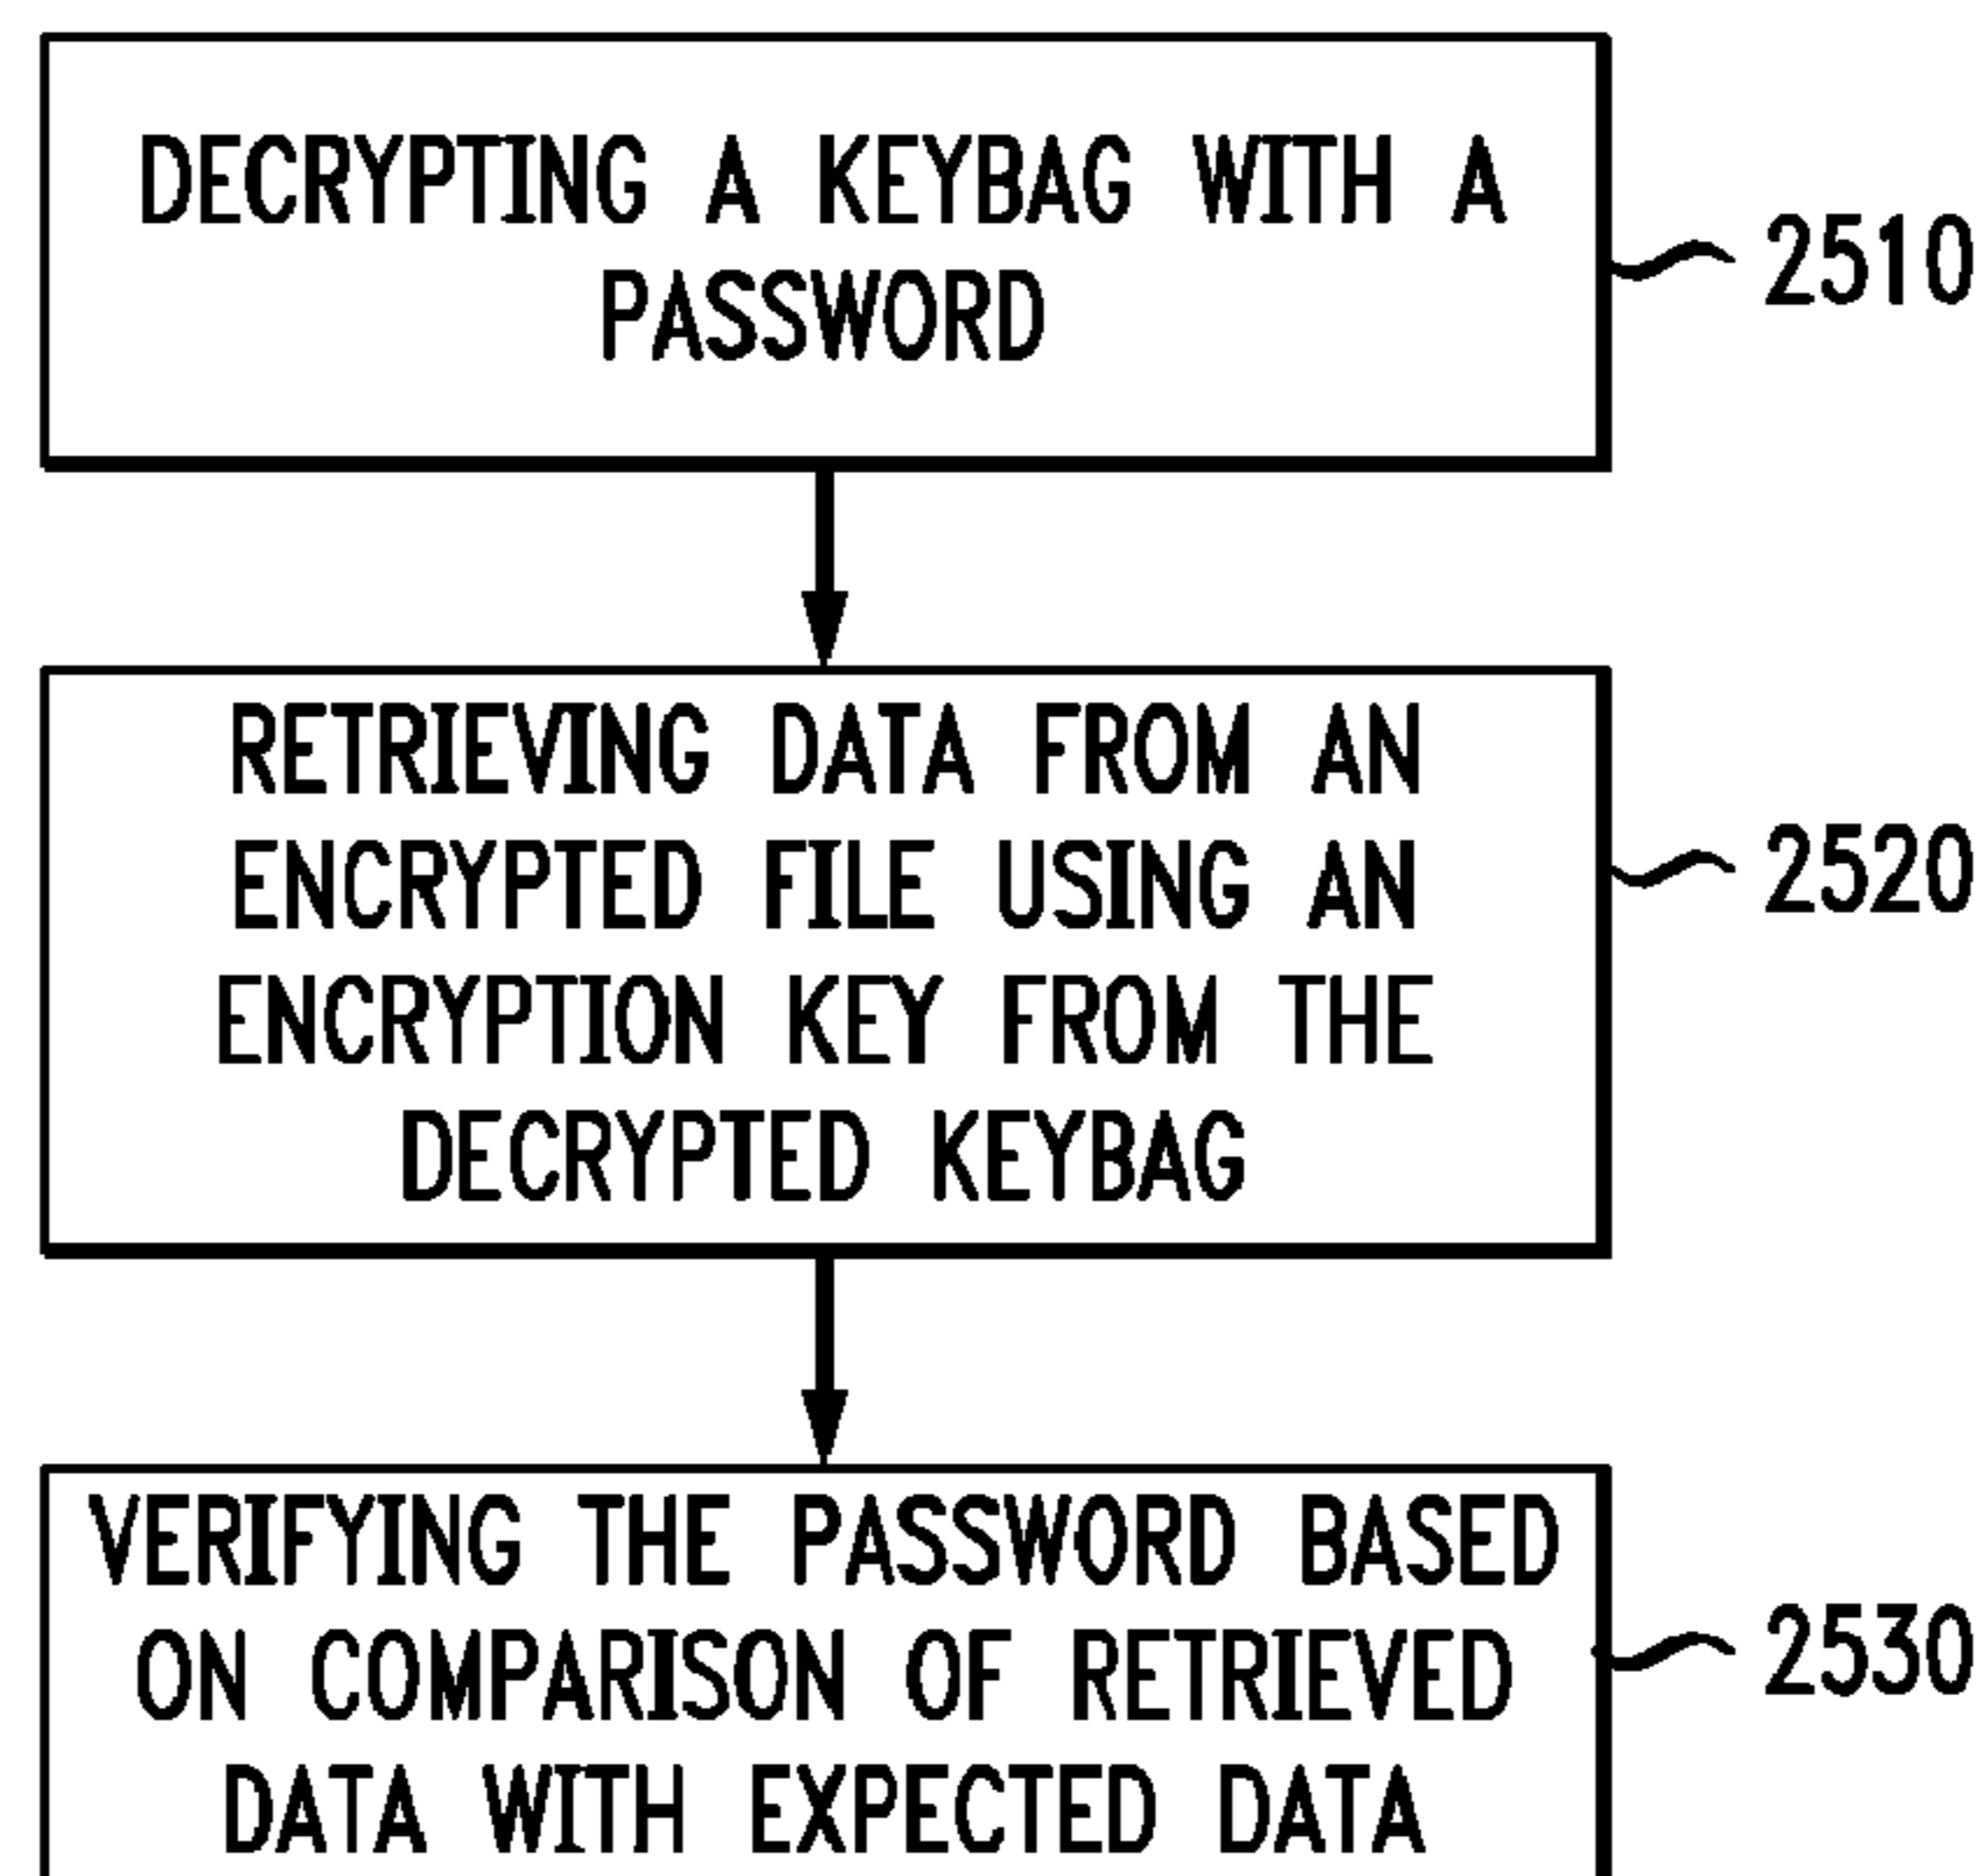 DECRYPTING A KEYBAG WITH A
PASSWORD
2510
RETRIEVING DATA FROM AN
ENCRYPTED FILE USING AN
ENCRYPTION KEY FROM THE
DECRYPTED KEYBAG
2520
VERIFYING THE PASSWORD BASED
ON COMPARISON OF RETRIEVED
DATA WITH EXPECTED DATA
2530